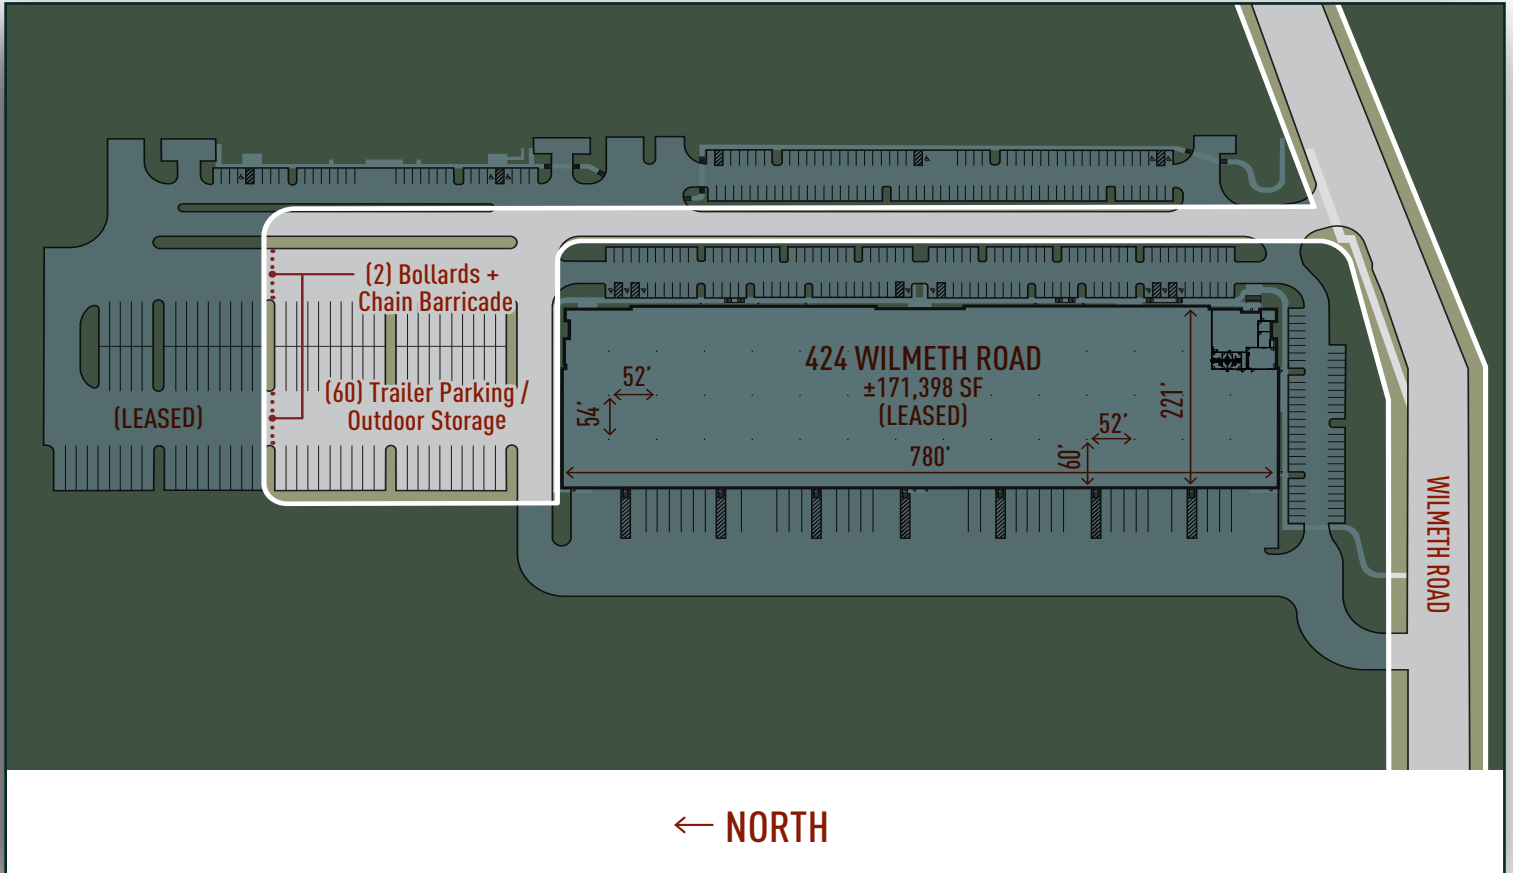 (2) Bollards +
Chain Barricade
(60) Trailer Parking /
Outdoor Storage
(LEASED)
424 WILMETH ROAD
±171,398 SF
(LEASED)
52’
54’
780’
52’
60’
221’
WILMETH ROAD
← NORTH